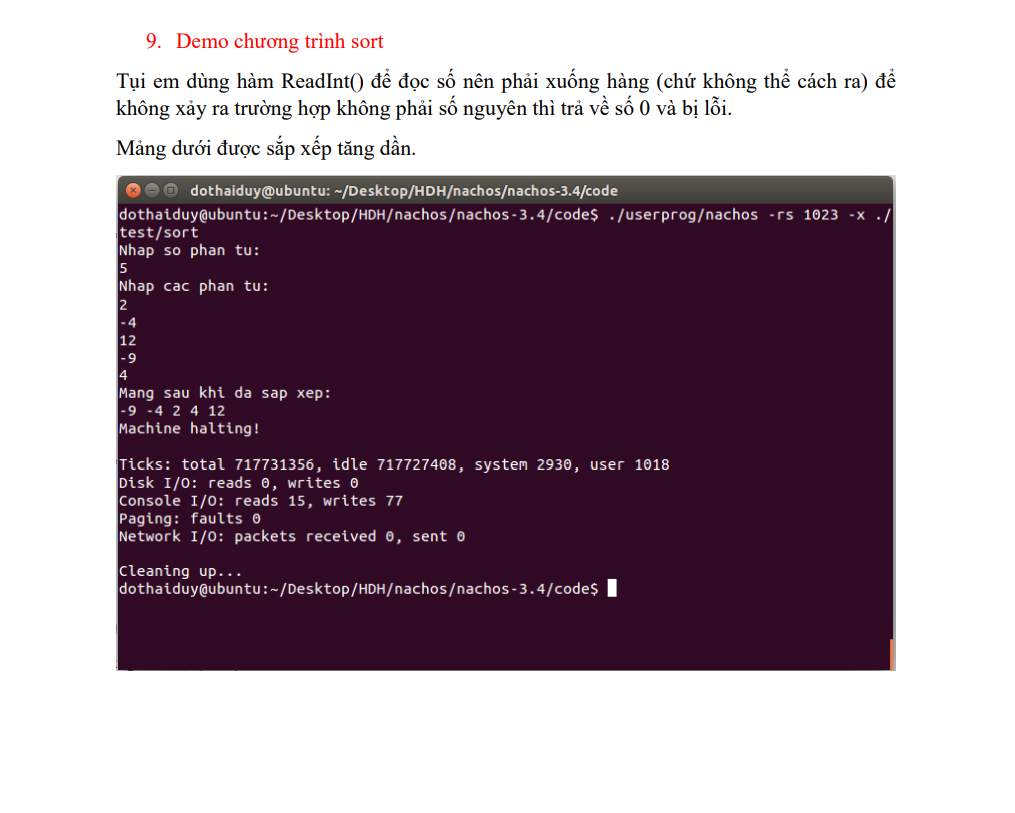 9. Demo chương trình sort
Tụi em dùng hàm ReadInt() để đọc số nên phải xuống hàng (chứ không thể cách ra) để
không xảy ra trường hợp không phải số nguyên thì trả về số 0 và bị lỗi.
Mảng dưới được sắp xếp tăng dần.
dothaiduy@ubuntu: ~/Desktop/HDH/nachos/nachos-3.4/code
dothaiduy@ubuntu:~/Desktop/HDH/nachos/nachos-3.4/code$ ./userprog/nachos -rs 1023 -x ./
test/sort
Nhap so phan tu:
5
Nhap cac phan tu:
2
-4
12
-9
4
Mang sau khi da sap xep:
-9 -4 2 4 12
Machine halting!
Ticks: total 717731356, idle 717727408, system 2930, user 1018
Disk I/O: reads 0, writes 0
Console I/O: reads 15, writes 77
Paging: faults 0
Network I/O: packets received 0, sent 0
Cleaning up...
dothaiduy@ubuntu:~/Desktop/HDH/nachos/nachos-3.4/code$